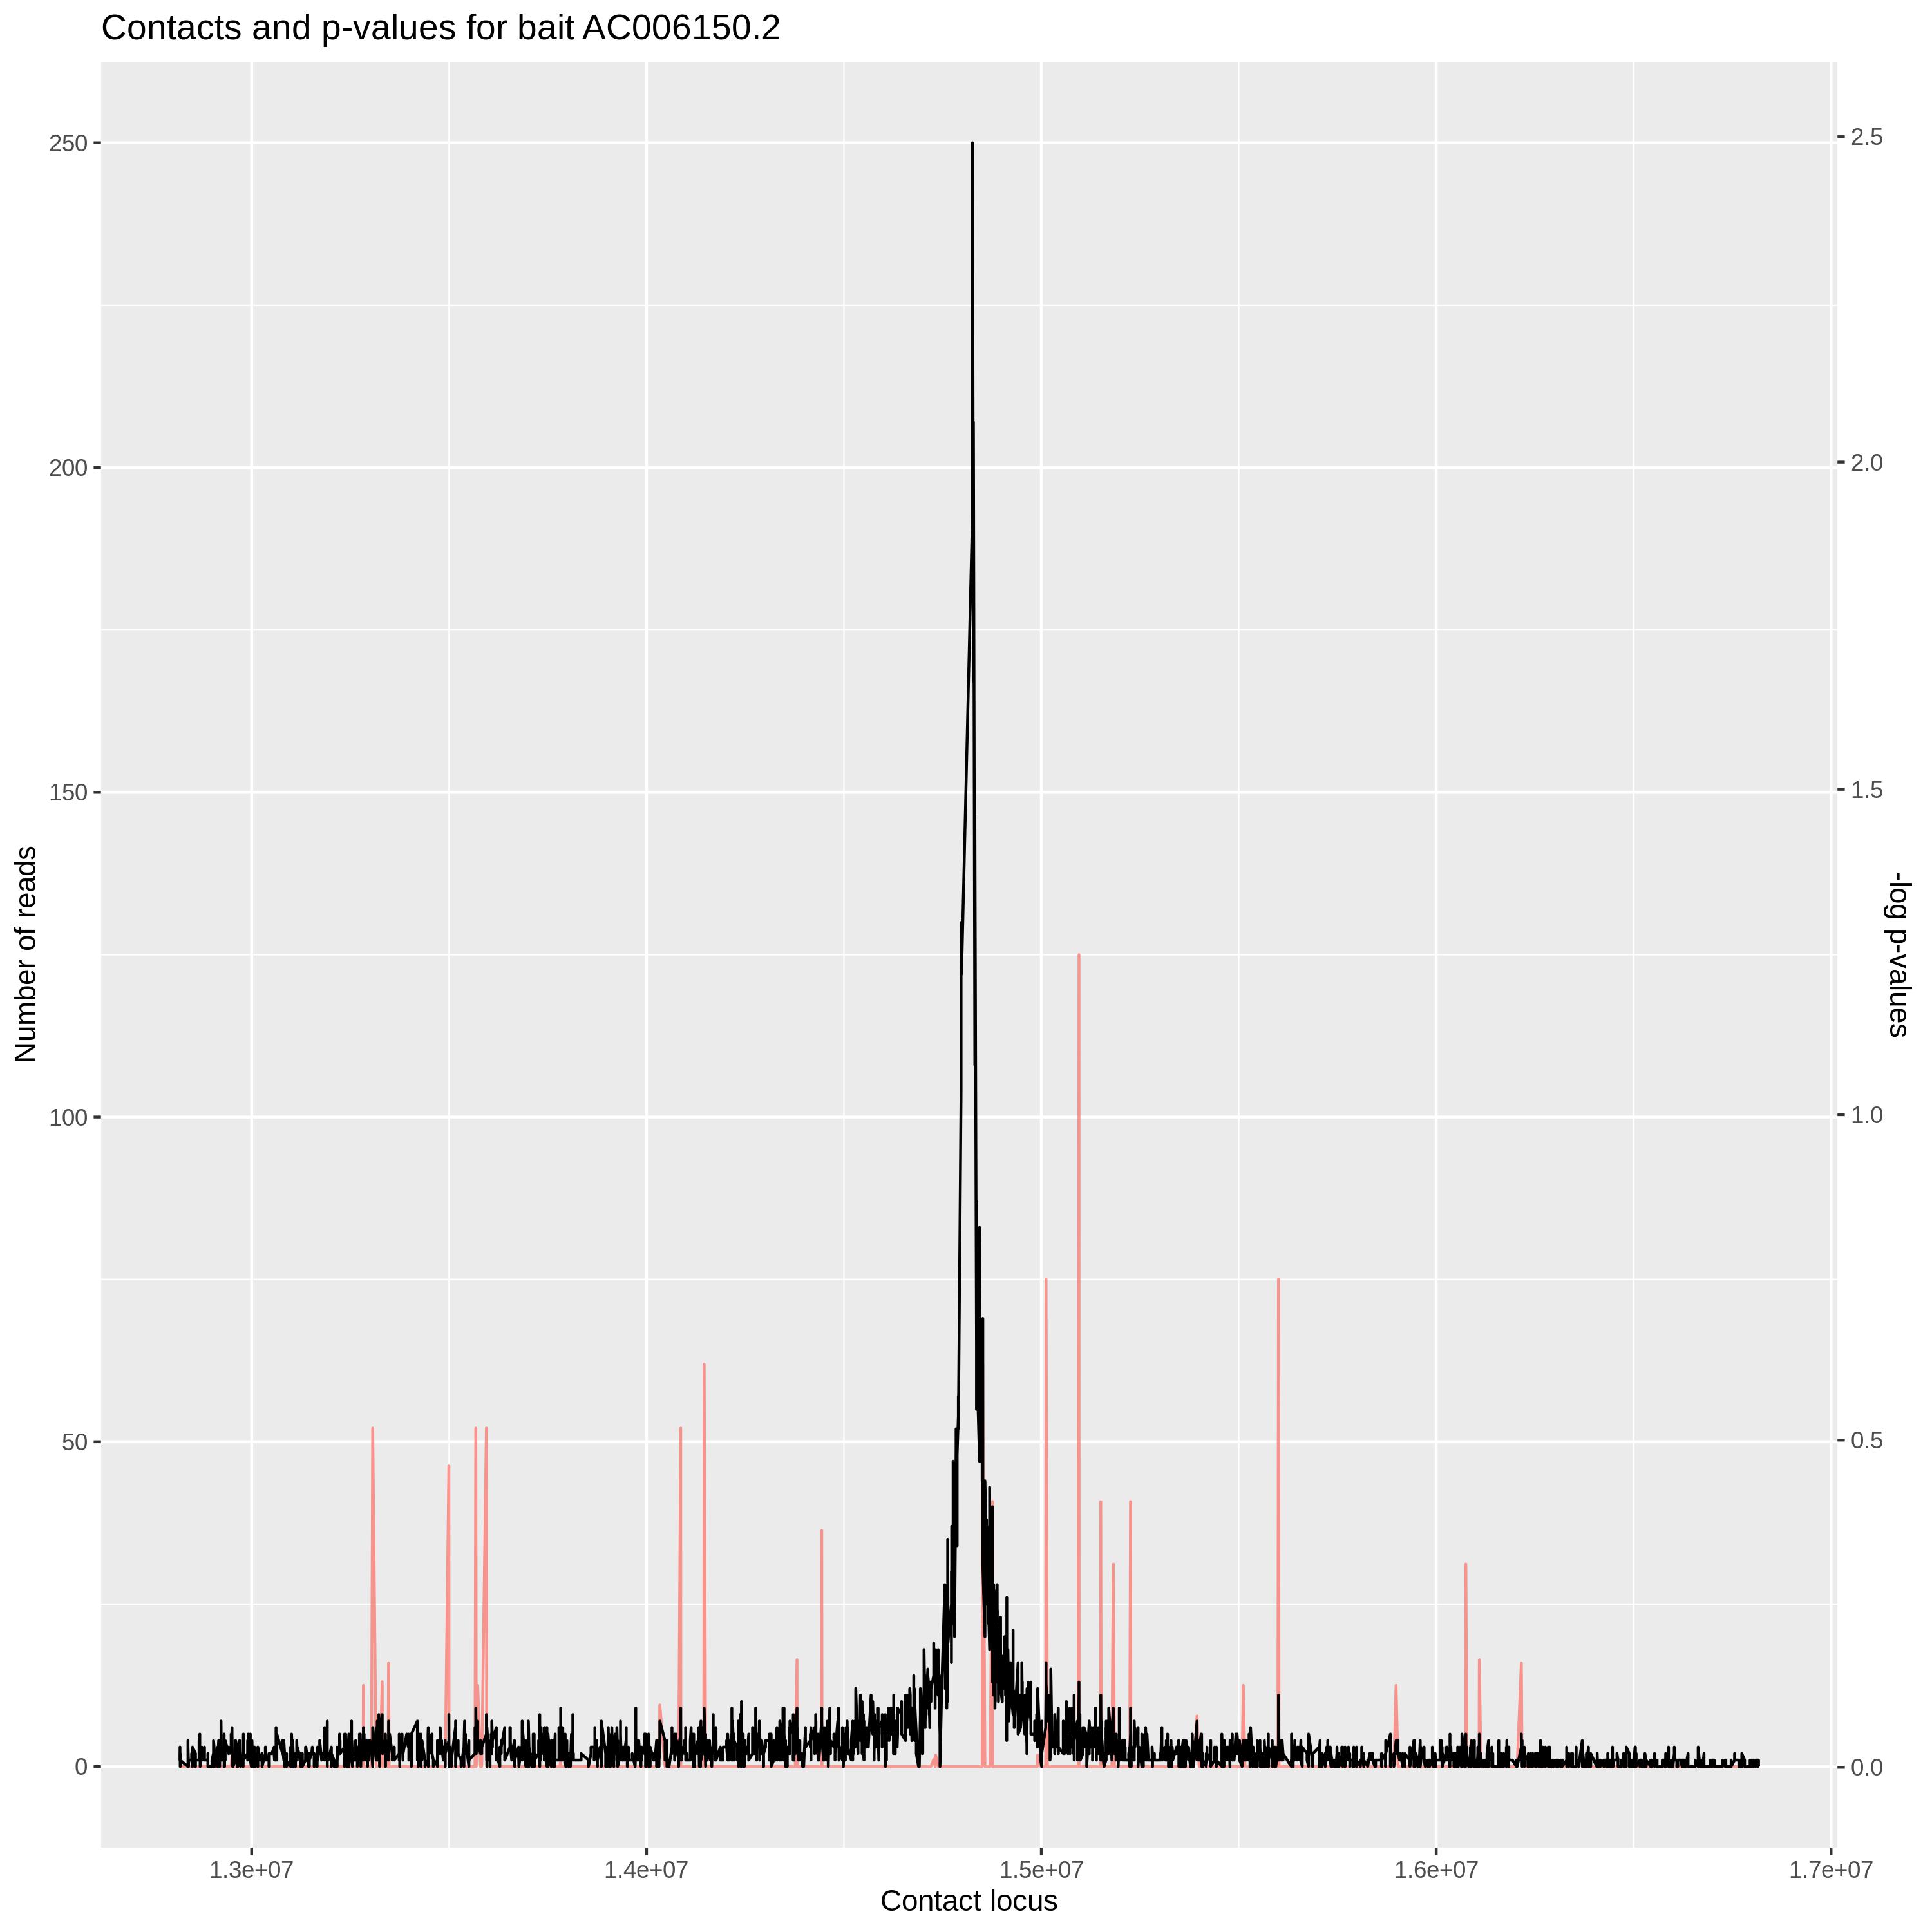 Contacts and p-values for bait AC006150.2
250
200
150
100
50
0
2.5
2.0
1.5
1.0
0.5
0.0
Number of reads
-log p-values
1.3e+07
1.4e+07
1.5e+07
1.6e+07
1.7e+07
Contact locus